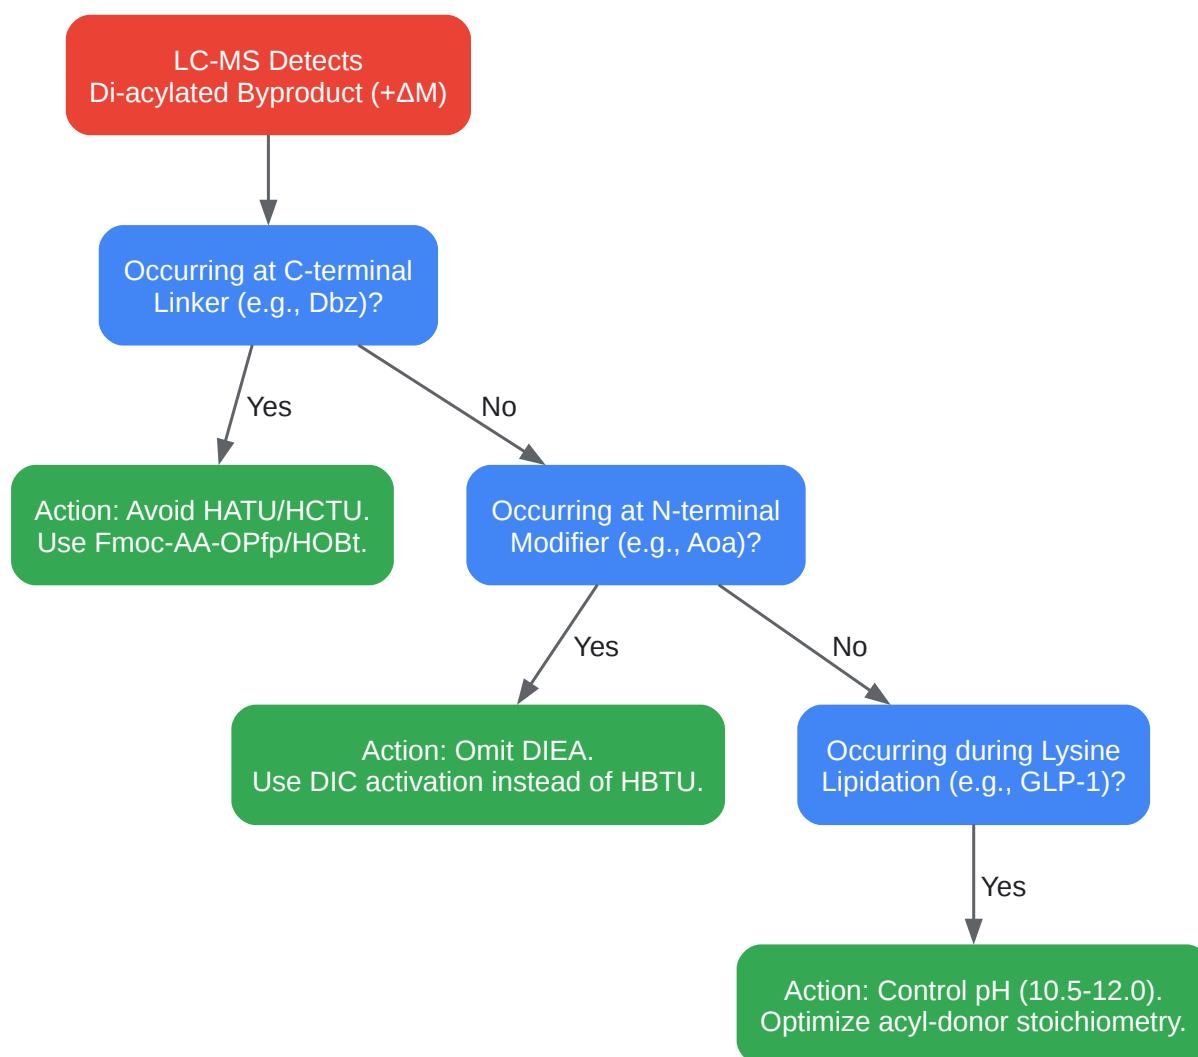 LC-MS Detects
Di-acylated Byproduct (+ΔM)
Occurring at C-terminal
Linker (e.g., Dbz)?
Yes
No
Action: Avoid HATU/HCTU.
Use Fmoc-AA-OPfp/HOBt.
Occurring at N-terminal
Modifier (e.g., Aoa)?
Yes
No
Action: Omit DIEA.
Use DIC activation instead of HBTU.
Occurring during Lysine
Lipidation (e.g., GLP-1)?
Yes
Action: Control pH (10.5-12.0).
Optimize acyl-donor stoichiometry.